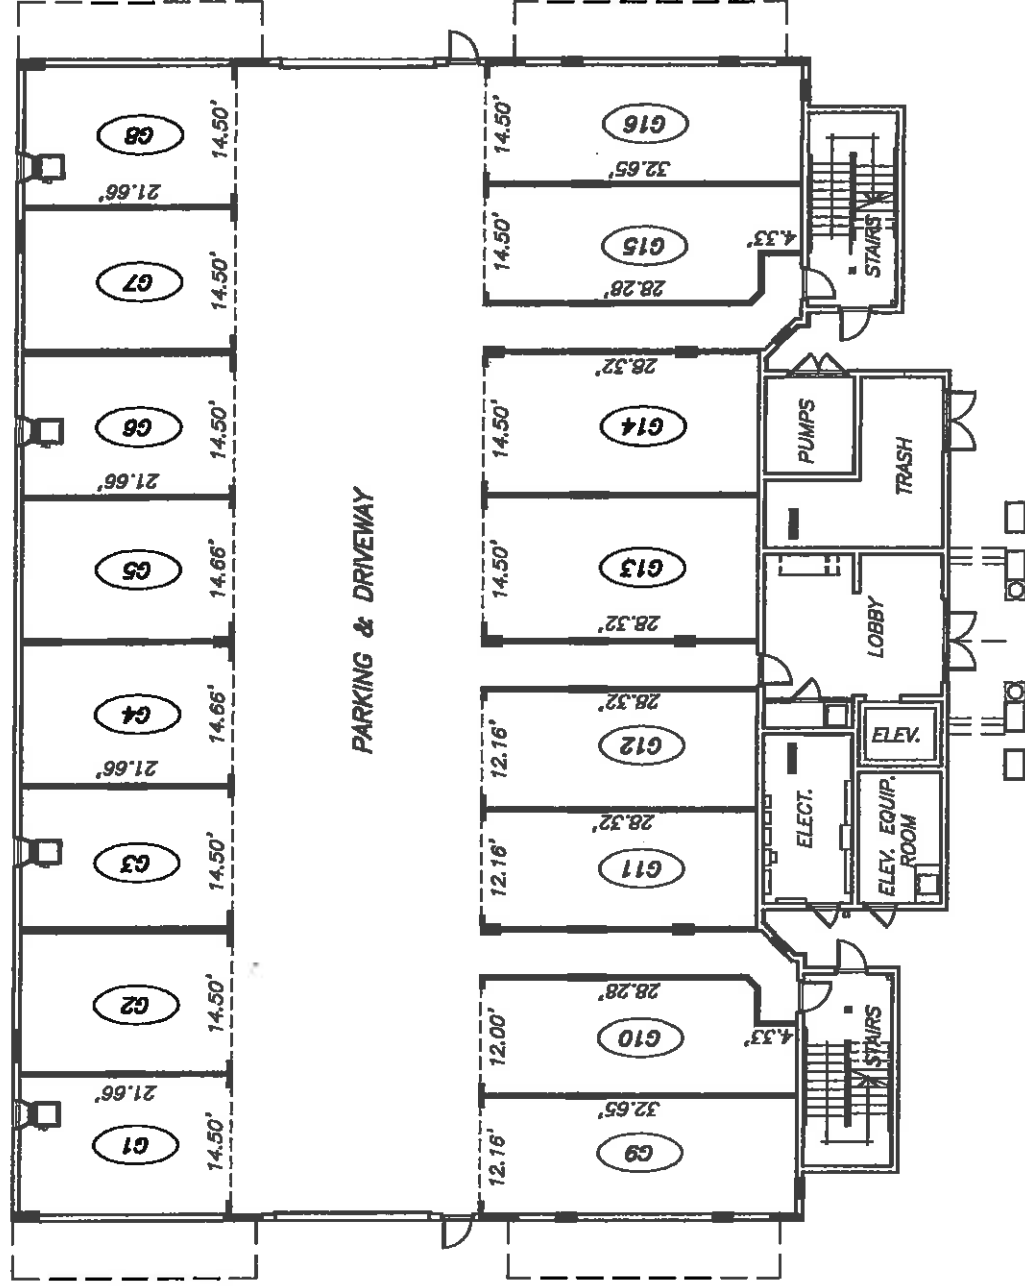 G8
14.50'
21.66'
G7
14.50'
G6
14.50'
21.66'
G5
14.66'
G4
14.66'
21.66'
G3
14.50'
G2
14.50'
21.66'
G1
14.50'
PARKING & DRIVEWAY
14.50'
G16
32.65'
14.50'
G15
4.33'
28.28'
28.32'
14.50'
G14
14.50'
G13
28.32'
28.32'
12.16'
G12
28.32'
12.16'
G11
28.28'
12.00'
G10
4.33'
32.65'
12.16'
G9
STAIRS
PUMPS
TRASH
LOBBY
ELEV.
ELECT.
ELEV. EQUIP.
ROOM
STAIRS